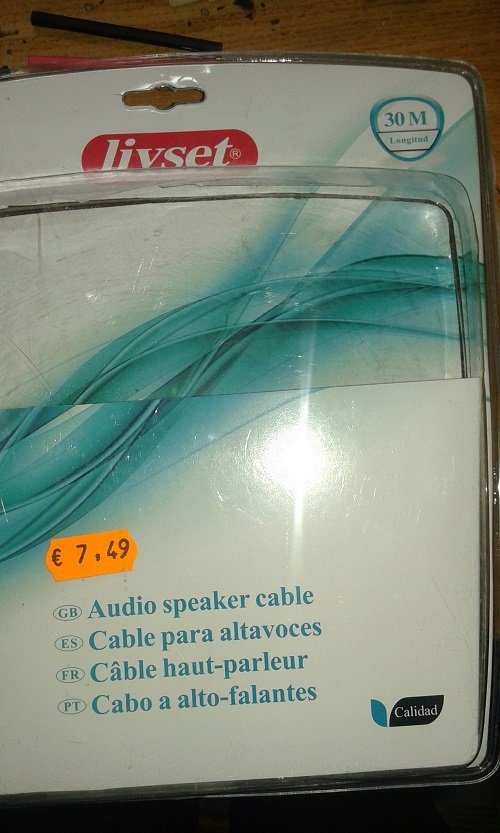 30 M
Longitud
livset®
€ 7,49
GB Audio speaker cable
ES Cable para altavoces
FR Câble haut-parleur
PT Cabo a alto-falantes
Calidad